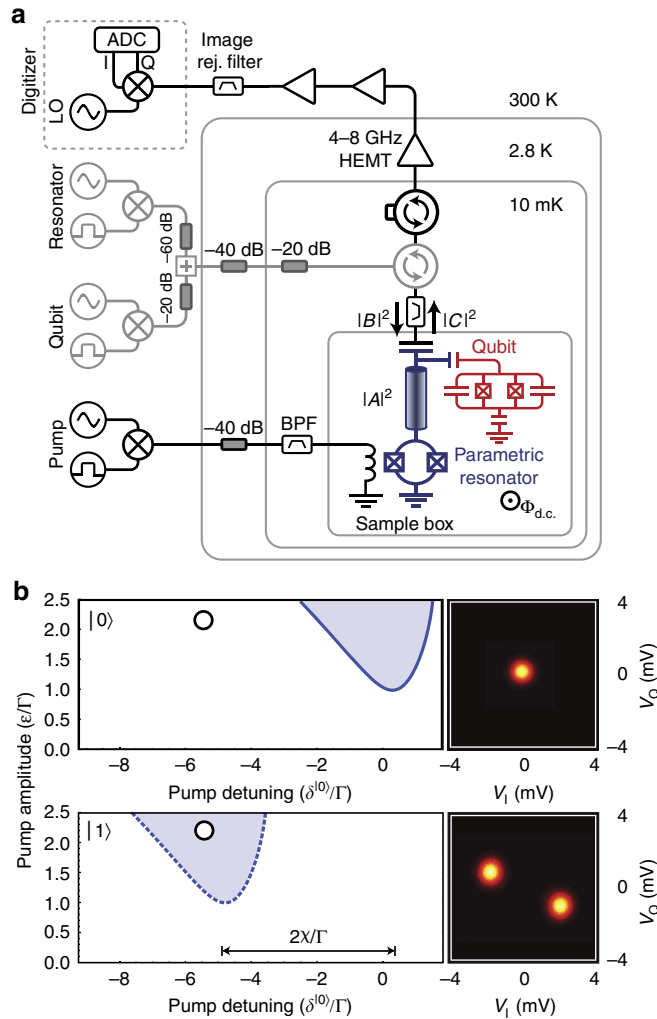 a
ADC
I Q
Digitizer
LO
Image
rej. filter
300 K
4–8 GHz
HEMT
2.8 K
10 mK
Resonator
–60 dB
–40 dB
–20 dB
–20 dB
Qubit
|B|²
|C|²
Qubit
|A|²
Pump
–40 dB
BPF
Parametric
resonator
Sample box
Φd.c.
b
Pump amplitude (ε/Γ)
2.5
2.0
1.5
1.0
0.5
0.0
|0⟩
–8 –6 –4 –2 0 2
Pump detuning (δ|0⟩/Γ)
4
0
–4
VQ (mV)
–4 0 4
VI (mV)
2.5
2.0
1.5
1.0
0.5
0.0
|1⟩
2χ/Γ
–8 –6 –4 –2 0 2
Pump detuning (δ|0⟩/Γ)
4
0
–4
VQ (mV)
–4 0 4
VI (mV)